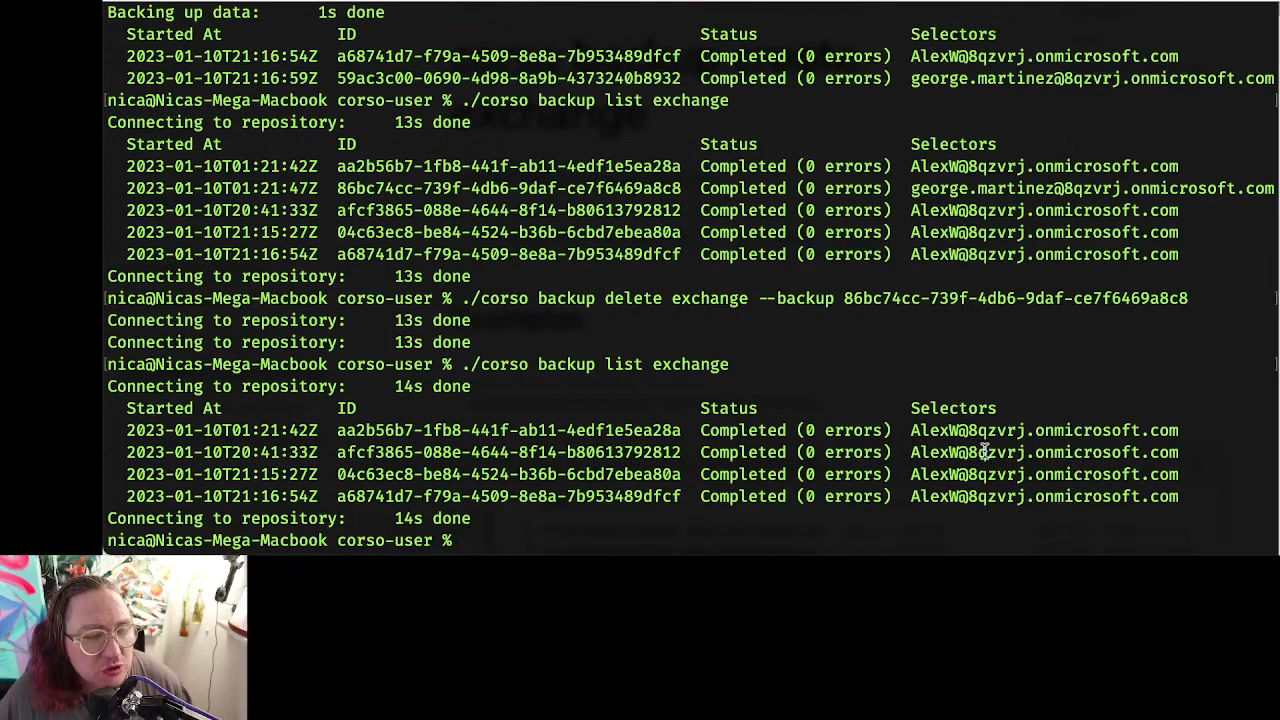 Backing up data: 1s done
Started At ID Status Selectors
2023-01-10T21:16:54Z a68741d7-f79a-4509-8e8a-7b953489dfcf Completed (0 errors) AlexW@8qzvrj.onmicrosoft.com
2023-01-10T21:16:59Z 59ac3c00-0690-4d98-8a9b-4373240b8932 Completed (0 errors) george.martinez@8qzvrj.onmicrosoft.com
nica@Nicas-Mega-Macbook corso-user % ./corso backup list exchange
Connecting to repository: 13s done
Started At ID Status Selectors
2023-01-10T01:21:42Z aa2b56b7-1fb8-441f-ab11-4edf1e5ea28a Completed (0 errors) AlexW@8qzvrj.onmicrosoft.com
2023-01-10T01:21:47Z 86bc74cc-739f-4db6-9daf-ce7f6469a8c8 Completed (0 errors) george.martinez@8qzvrj.onmicrosoft.com
2023-01-10T20:41:33Z afcf3865-088e-4644-8f14-b80613792812 Completed (0 errors) AlexW@8qzvrj.onmicrosoft.com
2023-01-10T21:15:27Z 04c63ec8-be84-4524-b36b-6cbd7ebea80a Completed (0 errors) AlexW@8qzvrj.onmicrosoft.com
2023-01-10T21:16:54Z a68741d7-f79a-4509-8e8a-7b953489dfcf Completed (0 errors) AlexW@8qzvrj.onmicrosoft.com
Connecting to repository: 13s done
nica@Nicas-Mega-Macbook corso-user % ./corso backup delete exchange --backup 86bc74cc-739f-4db6-9daf-ce7f6469a8c8
Connecting to repository: 13s done
Connecting to repository: 13s done
nica@Nicas-Mega-Macbook corso-user % ./corso backup list exchange
Connecting to repository: 14s done
Started At ID Status Selectors
2023-01-10T01:21:42Z aa2b56b7-1fb8-441f-ab11-4edf1e5ea28a Completed (0 errors) AlexW@8qzvrj.onmicrosoft.com
2023-01-10T20:41:33Z afcf3865-088e-4644-8f14-b80613792812 Completed (0 errors) AlexW@8qzvrj.onmicrosoft.com
2023-01-10T21:15:27Z 04c63ec8-be84-4524-b36b-6cbd7ebea80a Completed (0 errors) AlexW@8qzvrj.onmicrosoft.com
2023-01-10T21:16:54Z a68741d7-f79a-4509-8e8a-7b953489dfcf Completed (0 errors) AlexW@8qzvrj.onmicrosoft.com
Connecting to repository: 14s done
nica@Nicas-Mega-Macbook corso-user %